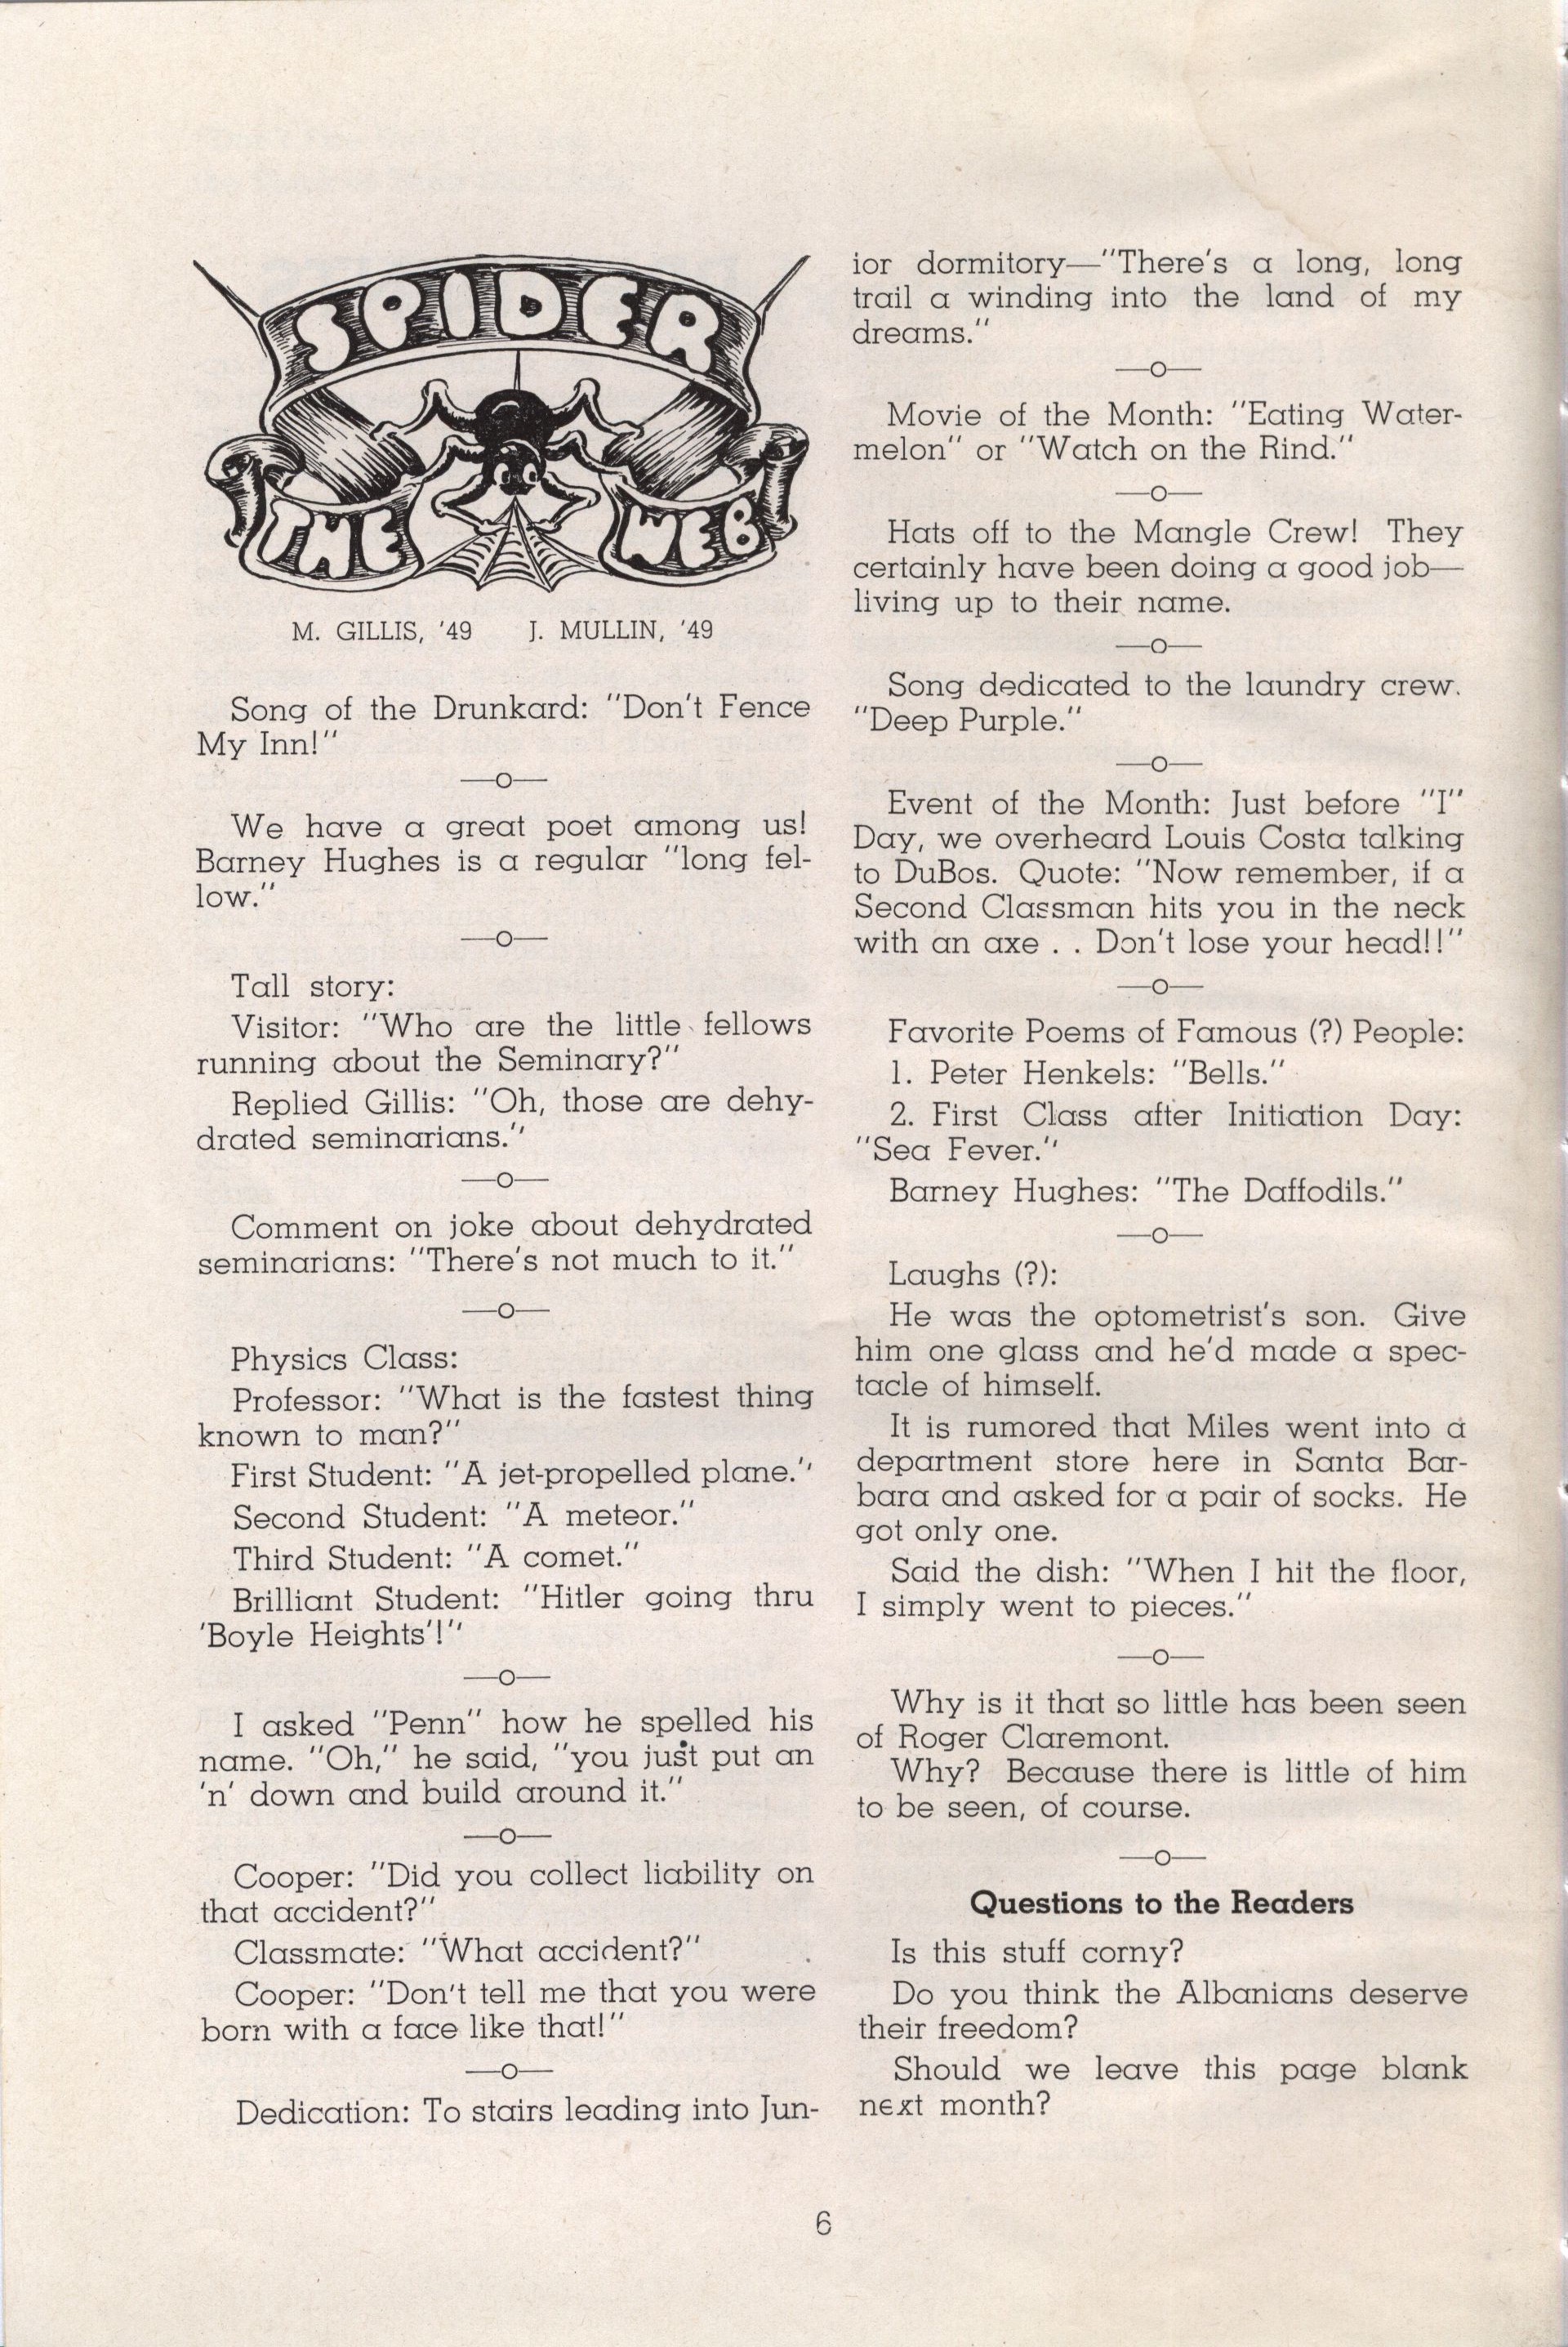 SPIDER
THE WEB
M. GILLIS, '49 J. MULLIN, '49
Song of the Drunkard: "Don't Fence
My Inn!"
—o—
We have a great poet among us!
Barney Hughes is a regular "long fel-
low."
—o—
Tall story:
Visitor: "Who are the little fellows
running about the Seminary?"
Replied Gillis: "Oh, those are dehy-
drated seminarians."
—o—
Comment on joke about dehydrated
seminarians: "There's not much to it."
—o—
Physics Class:
Professor: "What is the fastest thing
known to man?"
First Student: "A jet-propelled plane."
Second Student: "A meteor."
Third Student: "A comet."
Brilliant Student: "Hitler going thru
'Boyle Heights'!"
—o—
I asked "Penn" how he spelled his
name. "Oh," he said, "you just put an
'n' down and build around it."
—o—
Cooper: "Did you collect liability on
that accident?"
Classmate: "What accident?"
Cooper: "Don't tell me that you were
born with a face like that!"
—o—
Dedication: To stairs leading into Jun-
ior dormitory—"There's a long, long
trail a winding into the land of my
dreams."
—o—
Movie of the Month: "Eating Water-
melon" or "Watch on the Rind."
—o—
Hats off to the Mangle Crew! They
certainly have been doing a good job—
living up to their name.
—o—
Song dedicated to the laundry crew.
"Deep Purple."
—o—
Event of the Month: Just before "I"
Day, we overheard Louis Costa talking
to DuBos. Quote: "Now remember, if a
Second Classman hits you in the neck
with an axe . . Don't lose your head!!"
—o—
Favorite Poems of Famous (?) People:
1. Peter Henkels: "Bells."
2. First Class after Initiation Day:
"Sea Fever."
Barney Hughes: "The Daffodils."
—o—
Laughs (?):
He was the optometrist's son. Give
him one glass and he'd made a spec-
tacle of himself.
It is rumored that Miles went into a
department store here in Santa Bar-
bara and asked for a pair of socks. He
got only one.
Said the dish: "When I hit the floor,
I simply went to pieces."
—o—
Why is it that so little has been seen
of Roger Claremont.
Why? Because there is little of him
to be seen, of course.
—o—
Questions to the Readers
Is this stuff corny?
Do you think the Albanians deserve
their freedom?
Should we leave this page blank
next month?
6